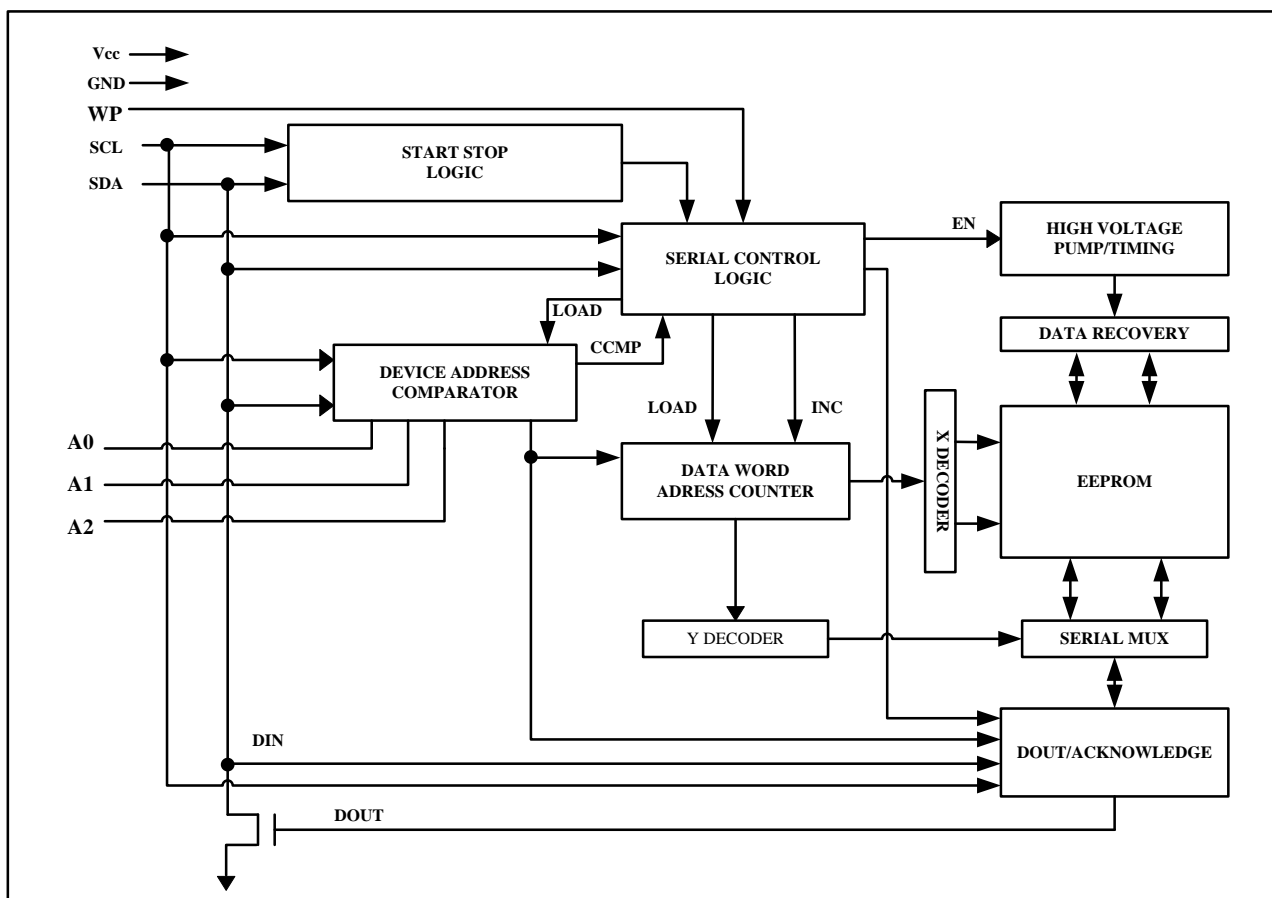 Vcc
GND
WP
SCL
SDA
START STOP
LOGIC
EN
HIGH VOLTAGE
PUMP/TIMING
SERIAL CONTROL
LOGIC
LOAD
CCMP
DATA RECOVERY
DEVICE ADDRESS
COMPARATOR
LOAD
INC
A0
A1
A2
DATA WORD
ADRESS COUNTER
X DECODER
EEPROM
Y DECODER
SERIAL MUX
DIN
DOUT/ACKNOWLEDGE
DOUT